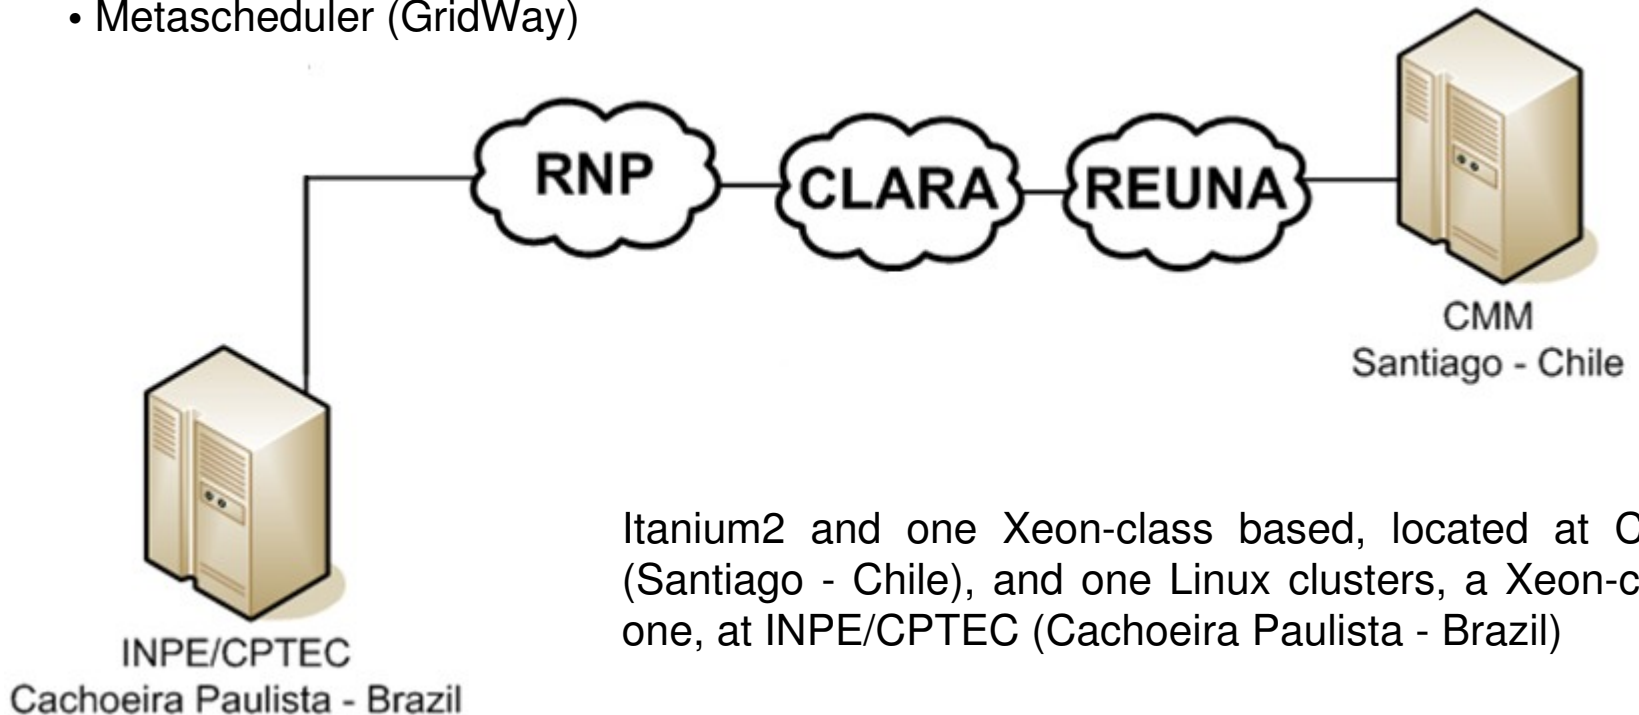 • Metascheduler (GridWay)
RNP
CLARA
REUNA
CMM
Santiago - Chile
Itanium2 and one Xeon-class based, located at
(Santiago - Chile), and one Linux clusters, a
one, at INPE/CPTEC (Cachoeira Paulista - Brazil)
INPE/CPTEC
Cachoeira Paulista - Brazil